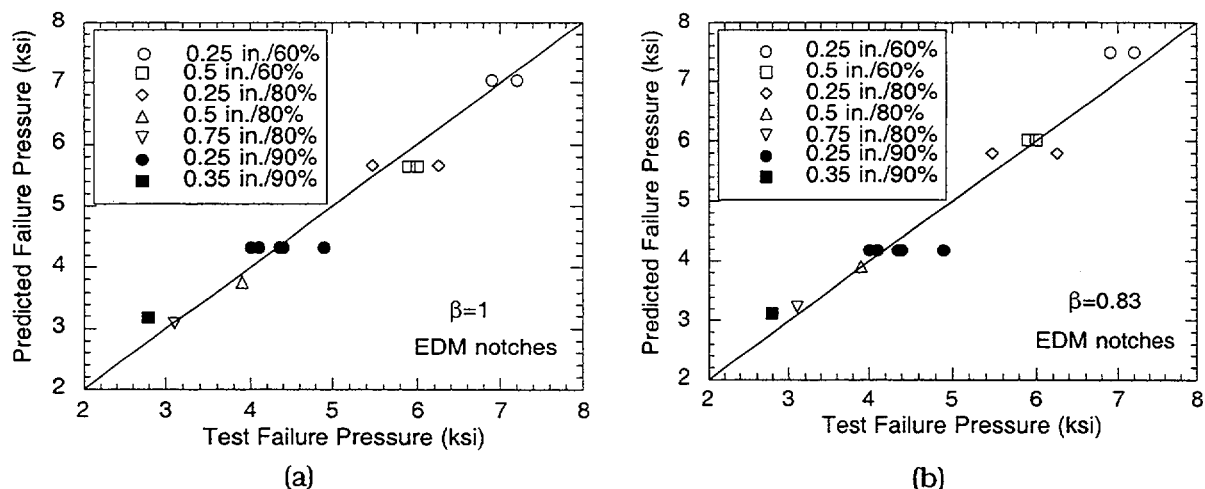 8
7
6
5
4
3
2
Predicted Failure Pressure (ksi)
0.25 in./60%
0.5 in./60%
0.25 in./80%
0.5 in./80%
0.75 in./80%
0.25 in./90%
0.35 in./90%
β=1
EDM notches
2 3 4 5 6 7 8
Test Failure Pressure (ksi)
(a)
8
7
6
5
4
3
2
Predicted Failure Pressure (ksi)
0.25 in./60%
0.5 in./60%
0.25 in./80%
0.5 in./80%
0.75 in./80%
0.25 in./90%
0.35 in./90%
β=0.83
EDM notches
2 3 4 5 6 7 8
Test Failure Pressure (ksi)
(b)